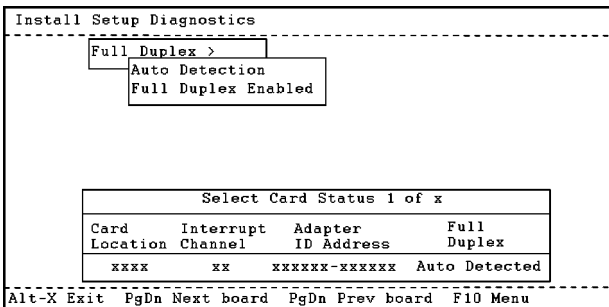 Install Setup Diagnostics
Full Duplex >
Auto Detection
Full Duplex Enabled
Select Card Status 1 of x
Card Location Interrupt Channel Adapter ID Address Full Duplex
xxxx xx xxxxxx-xxxxxx Auto Detected
Alt-X Exit PgDn Next board PgDn Prev board F10 Menu